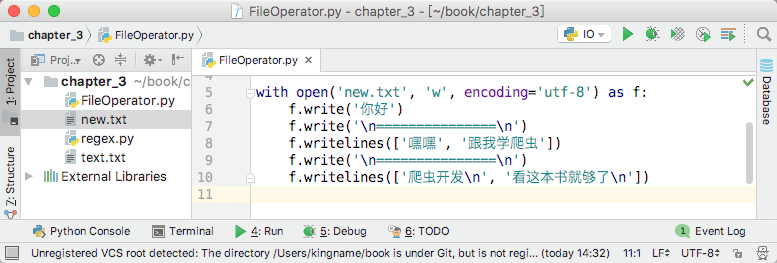 FileOperator.py - chapter_3 - [~/book/chapter_3]
chapter_3 FileOperator.py IO
1: Project
Z: Structure
Proj..
chapter_3 ~/book/c
FileOperator.py
new.txt
regex.py
text.txt
External Libraries
FileOperator.py
5 with open('new.txt', 'w', encoding='utf-8') as f:
6 f.write('你好')
7 f.write('\n===============\n')
8 f.writelines(['嘿嘿', '跟我学爬虫'])
9 f.write('\n===============\n')
10 f.writelines(['爬虫开发\n', '看这本书就够了\n'])
11
Database
Python Console Terminal 4: Run 5: Debug 6: TODO 1 Event Log
Unregistered VCS root detected: The directory /Users/kingname/book is under Git, but is not regi... (today 14:32) 11:1 LF÷ UTF-8÷